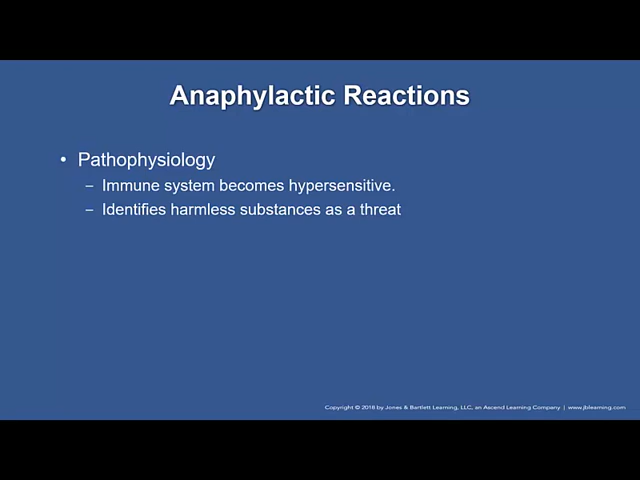 Anaphylactic Reactions
• Pathophysiology
– Immune system becomes hypersensitive.
– Identifies harmless substances as a threat
Copyright © 2018 by Jones & Bartlett Learning, LLC, an Ascend Learning Company | www.jblearning.com